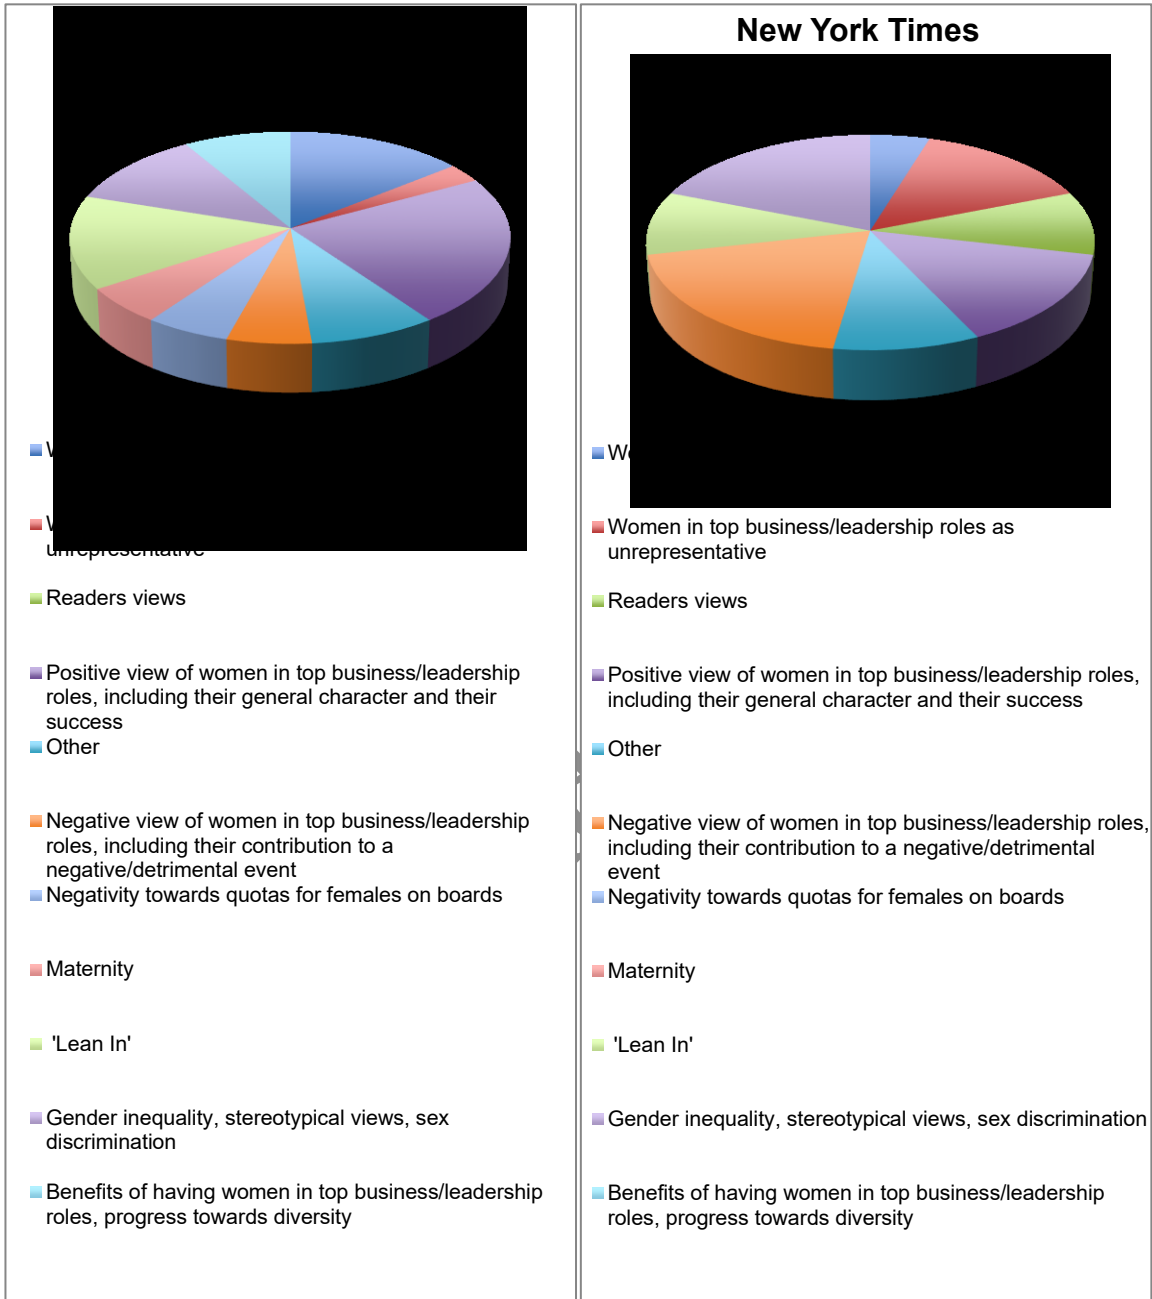 New York Times
unrepresentative
Readers views
Positive view of women in top business/leadership
roles, including their general character and their
success
Other
Negative view of women in top business/leadership
roles, including their contribution to a
negative/detrimental event
Negativity towards quotas for females on boards
Maternity
'Lean In'
Gender inequality, stereotypical views, sex
discrimination
Benefits of having women in top business/leadership
roles, progress towards diversity
Women in top business/leadership roles as
unrepresentative
Readers views
Positive view of women in top business/leadership roles,
including their general character and their success
Other
Negative view of women in top business/leadership roles,
including their contribution to a negative/detrimental
event
Negativity towards quotas for females on boards
Maternity
'Lean In'
Gender inequality, stereotypical views, sex discrimination
Benefits of having women in top business/leadership
roles, progress towards diversity